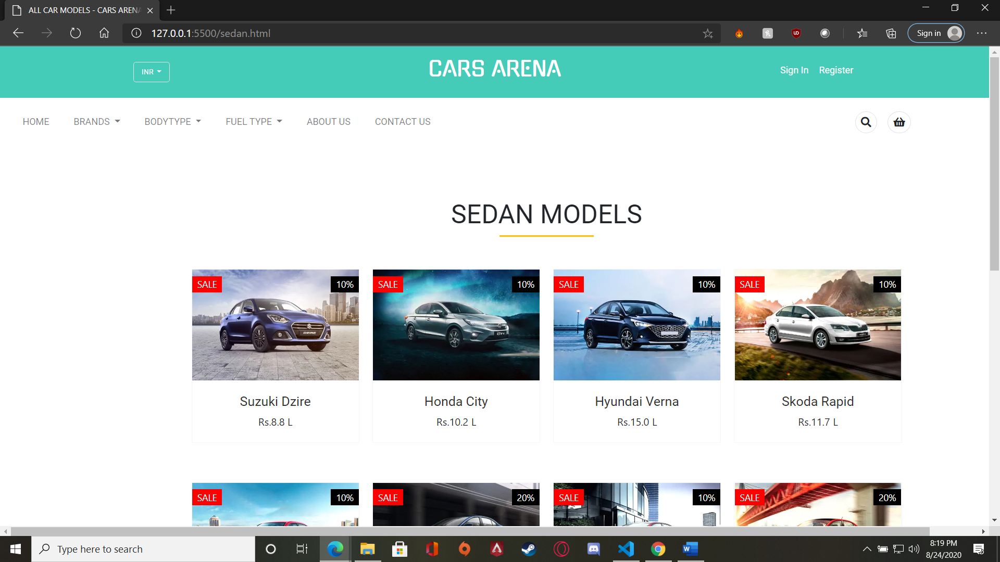 ALL CAR MODELS - CARS ARENA
127.0.0.1:5500/sedan.html
Sign in
INR
CARS ARENA
Sign In Register
HOME BRANDS BODYTYPE FUEL TYPE ABOUT US CONTACT US
SEDAN MODELS
SALE 10% SALE 10% SALE 10% SALE 10%
DZIRE
CITY
Suzuki Dzire Honda City Hyundai Verna Skoda Rapid
Rs.8.8 L Rs.10.2 L Rs.15.0 L Rs.11.7 L
SALE 10% SALE 20% SALE 10% SALE 20%
Type here to search
8:19 PM
8/24/2020